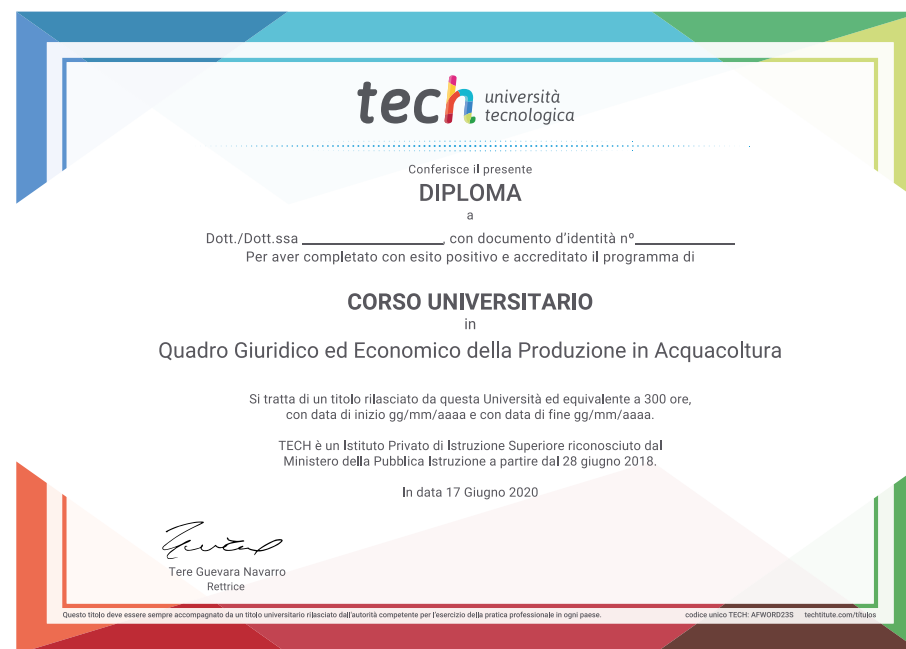 tech università
tecnologica
Conferisce il presente
DIPLOMA
a
Dott./Dott.ssa ____________________, con documento d'identità nº______________
Per aver completato con esito positivo e accreditato il programma di
CORSO UNIVERSITARIO
in
Quadro Giuridico ed Economico della Produzione in Acquacoltura
Si tratta di un titolo rilasciato da questa Università ed equivalente a 300 ore,
con data di inizio gg/mm/aaaa e con data di fine gg/mm/aaaa.
TECH è un Istituto Privato di Istruzione Superiore riconosciuto dal
Ministero della Pubblica Istruzione a partire dal 28 giugno 2018.
In data 17 Giugno 2020
Tere Guevara Navarro
Rettrice
Questo titolo deve essere sempre accompagnato da un titolo universitario rilasciato dall'autorità competente per l'esercizio della pratica professionale in ogni paese. codice unico TECH: AFWORD23S techtitute.com/títulos